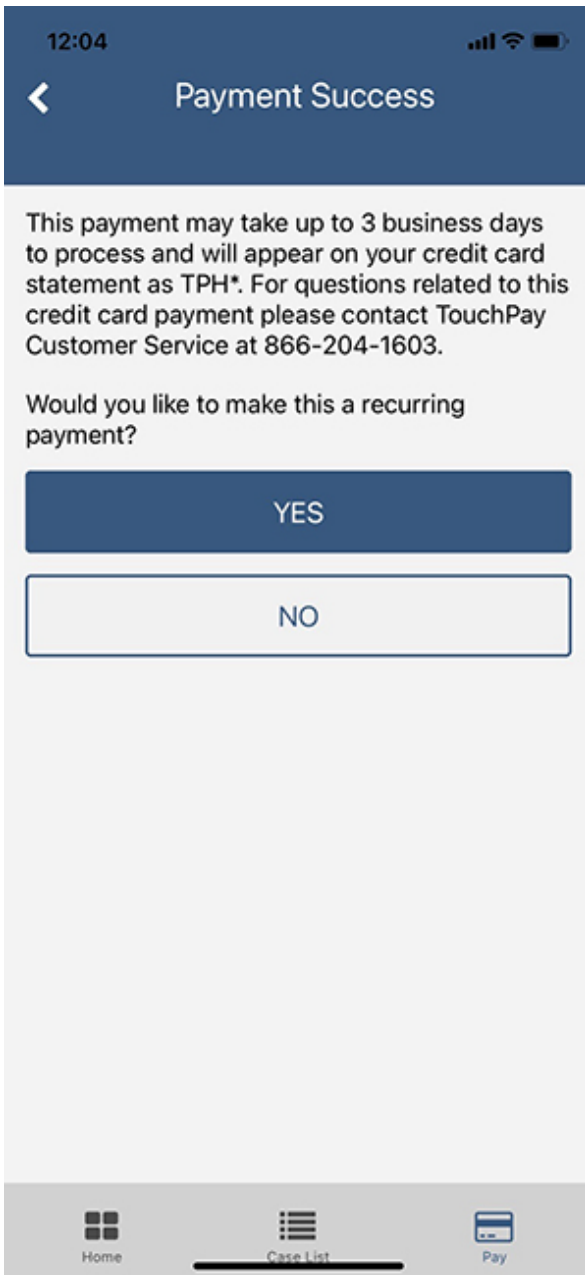 12:04
Payment Success
This payment may take up to 3 business days
to process and will appear on your credit card
statement as TPH*. For questions related to this
credit card payment please contact TouchPay
Customer Service at 866-204-1603.
Would you like to make this a recurring
payment?
YES
NO
Home
Case List
Pay